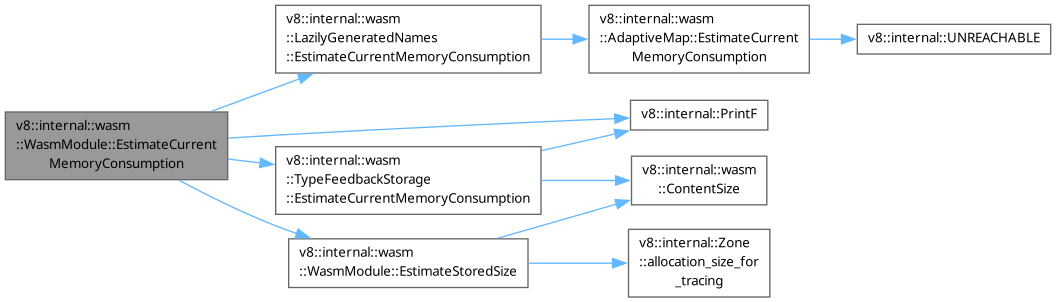 v8::internal::wasm
::WasmModule::EstimateCurrent
MemoryConsumption
v8::internal::wasm
::LazilyGeneratedNames
::EstimateCurrentMemoryConsumption
v8::internal::wasm
::AdaptiveMap::EstimateCurrent
MemoryConsumption
v8::internal::UNREACHABLE
v8::internal::PrintF
v8::internal::wasm
::TypeFeedbackStorage
::EstimateCurrentMemoryConsumption
v8::internal::wasm
::ContentSize
v8::internal::wasm
::WasmModule::EstimateStoredSize
v8::internal::Zone
::allocation_size_for
_tracing